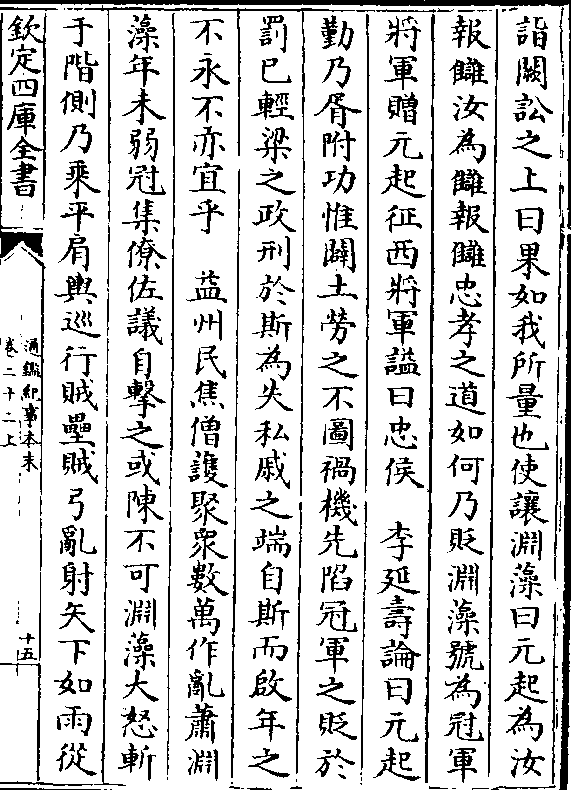 詣闕訟之上曰果如我所量也使讓淵藻曰元起為汝
報讎汝為讎報讎忠孝之道如何乃貶淵藻號為冠軍
將軍贈元起征西將軍諡曰忠侯　李延壽論曰元起
勤乃胥附功惟闢土勞之不圖禍機先陷冠軍之貶於
罰已輕梁之政刑於斯為失私戚之端自斯而啟年之
不永不亦宜乎　益州民焦僧護聚衆數萬作亂蕭淵
藻年未弱冠集僚佐議自擊之或陳不可淵藻大怒斬
于階側乃乘平肩輿巡行賊壘賊弓亂射矢下如雨從
欽定四庫全書
通鑑紀事本末
卷二十二上
十五